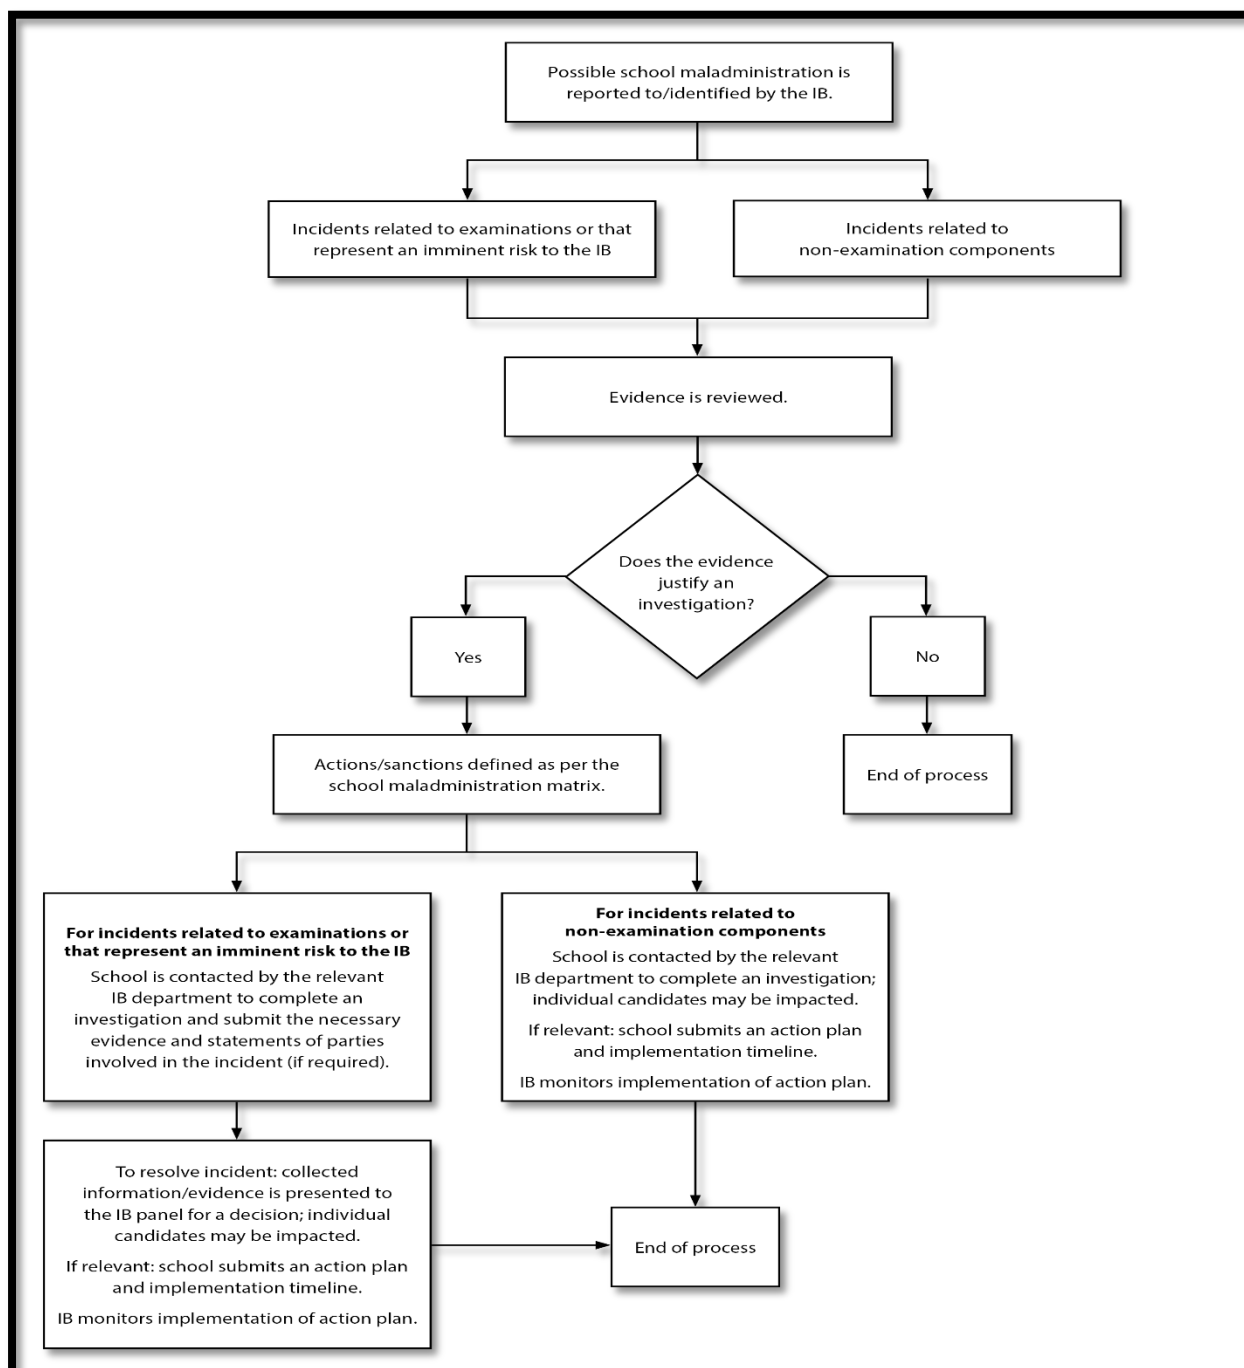 Possible school maladministration is
reported to/identified by the IB.
Incidents related to examinations or that
represent an imminent risk to the IB
Incidents related to
non-examination components
Evidence is reviewed.
Does the evidence
justify an
investigation?
Yes
No
Actions/sanctions defined as per the
school maladministration matrix.
End of process
For incidents related to examinations or
that represent an imminent risk to the IB
School is contacted by the relevant
IB department to complete an
investigation and submit the necessary
evidence and statements of parties
involved in the incident (if required).
For incidents related to
non-examination components
School is contacted by the relevant
IB department to complete an investigation;
individual candidates may be impacted.
If relevant: school submits an action plan
and implementation timeline.
IB monitors implementation of action plan.
To resolve incident: collected
information/evidence is presented to
the IB panel for a decision; individual
candidates may be impacted.
If relevant: school submits an action plan
and implementation timeline.
IB monitors implementation of action plan.
End of process